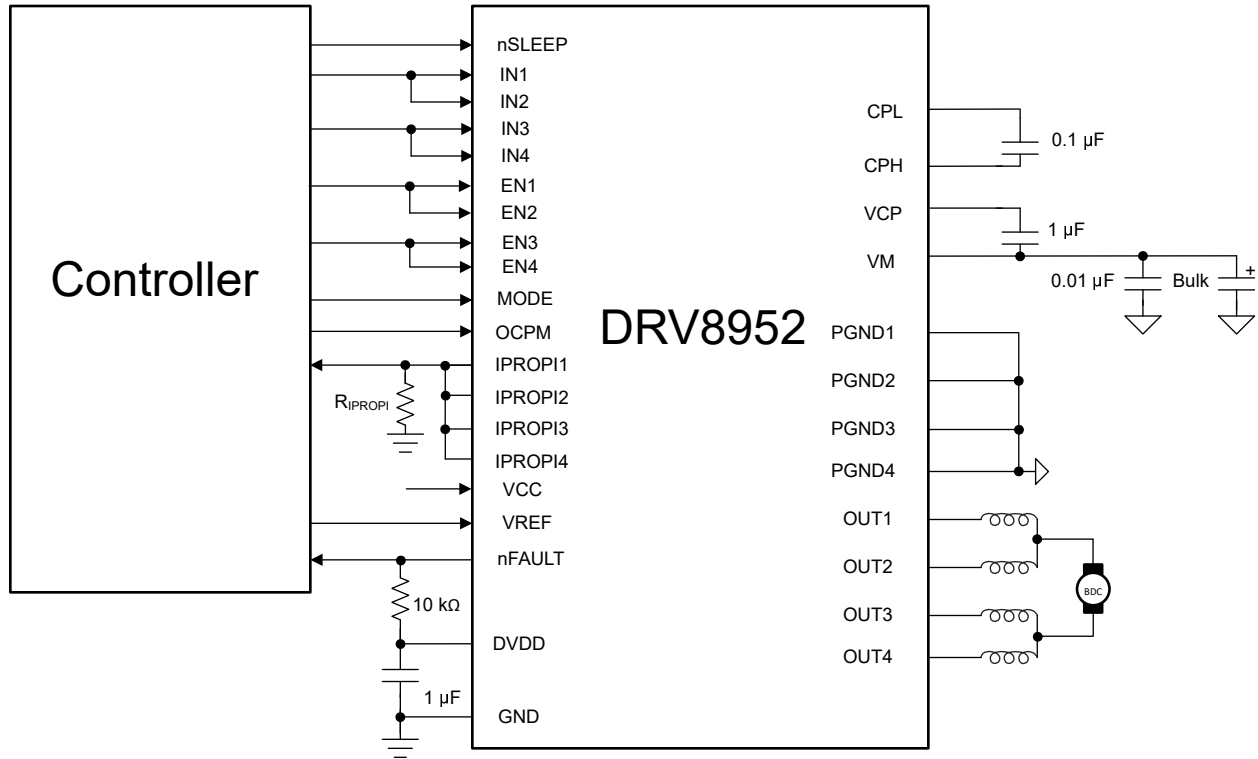 Controller
nSLEEP
IN1
IN2
IN3
IN4
EN1
EN2
EN3
EN4
MODE
OCPM
IPROPI1
IPROPI2
IPROPI3
IPROPI4
VCC
VREF
nFAULT
DVDD
GND
RIPROPI
10 kΩ
1 µF
DRV8952
CPL
CPH
VCP
VM
PGND1
PGND2
PGND3
PGND4
OUT1
OUT2
OUT3
OUT4
0.1 µF
1 µF
0.01 µF
Bulk
+
BDC